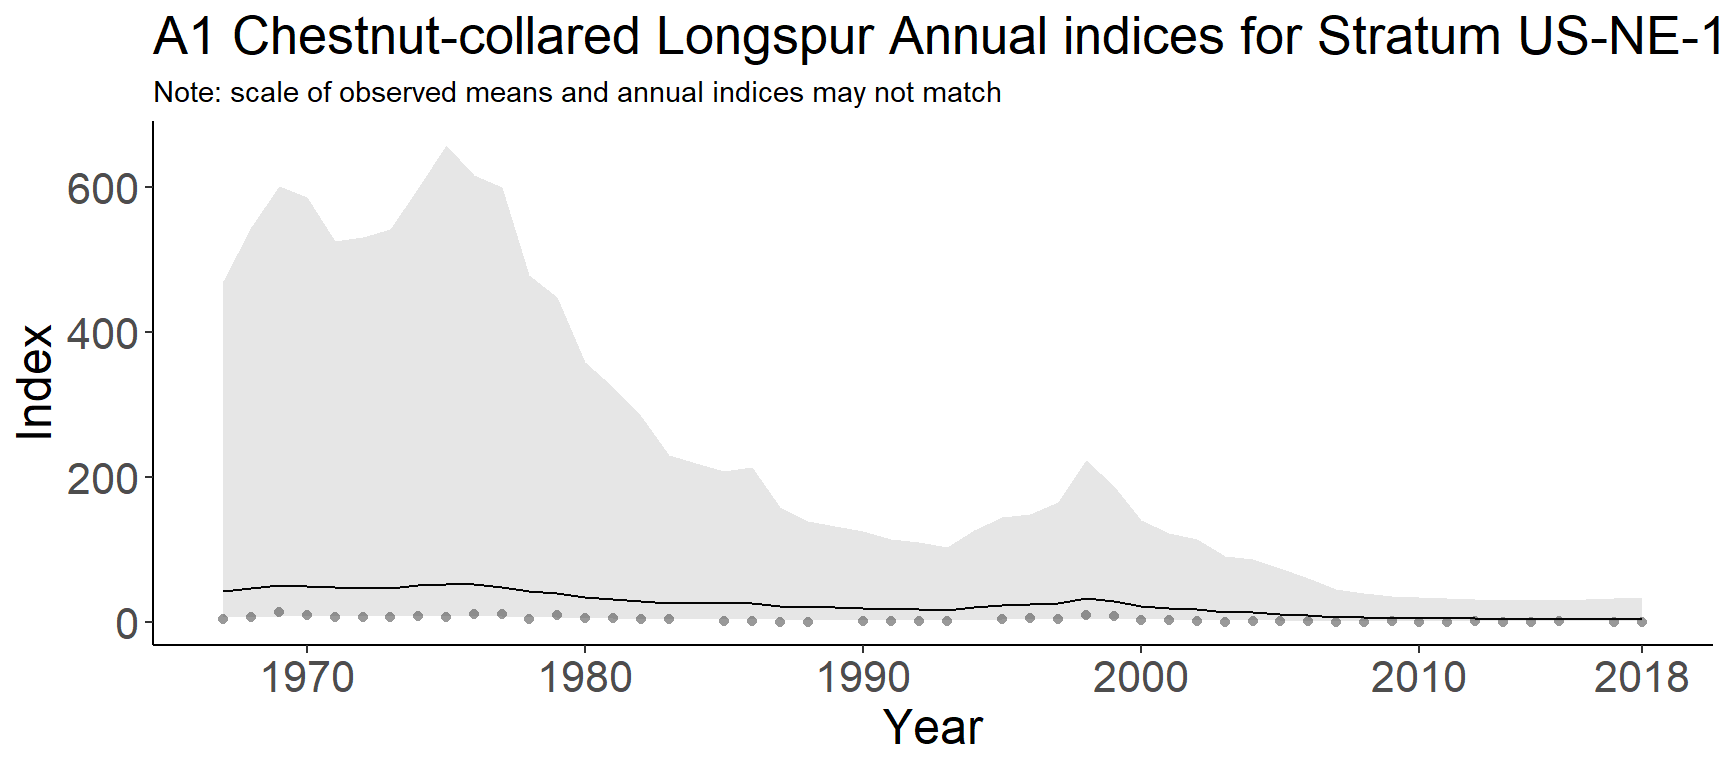 A1 Chestnut-collared Longspur Annual indices for Stratum US-NE-1
Note: scale of observed means and annual indices may not match
600
400
200
0
Index
1970
1980
1990
2000
2010
2018
Year